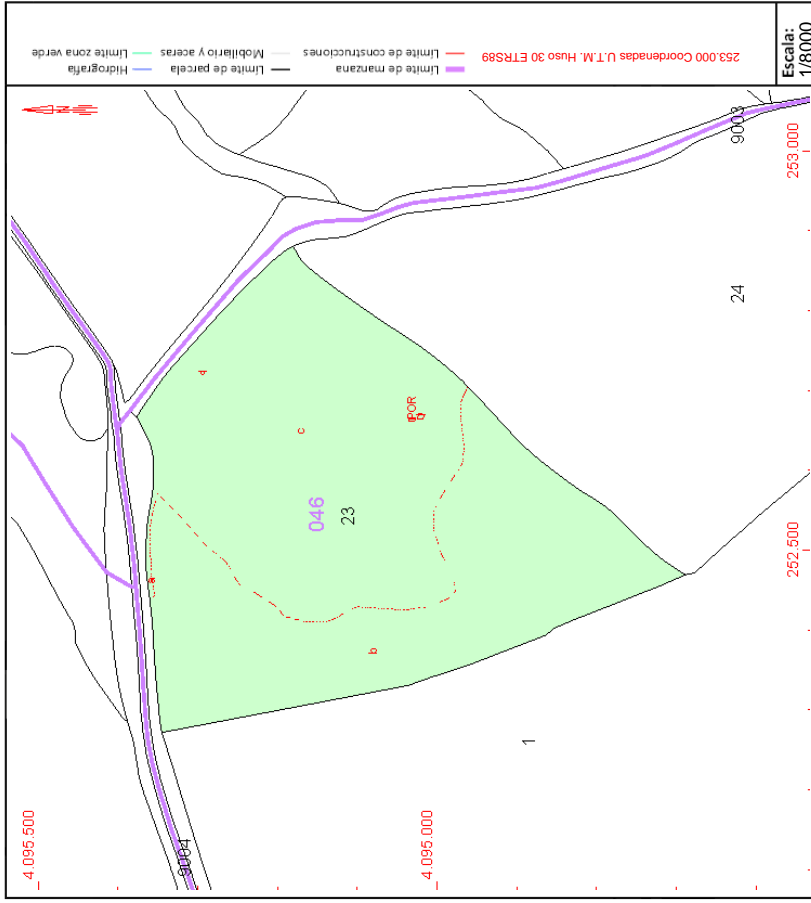 Escala:
1/8000
253.000 Coordenadas U.T.M. Huso 30 ETRS89
Límite de manzana
Límite de construcciones
Límite de parcela
Mobiliario y aceras
Hidrografía
Límite zona verde
9003
253.000
24
4
c
POR
046
23
a
252.500
b
1
4.095.500
4.095.000
9004